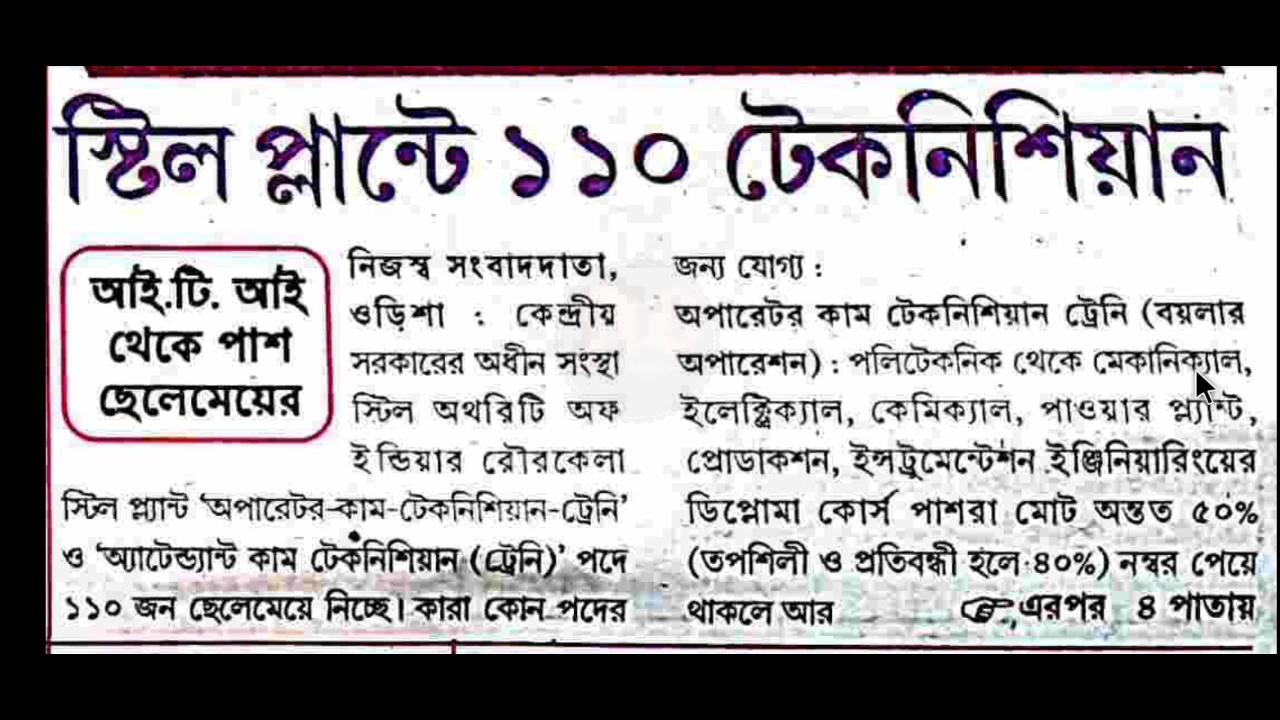 স্টিল প্লান্টে ১১০ টেকনিশিয়ান
আই.টি. আই
থেকে পাশ
ছেলেমেয়ের
নিজস্ব সংবাদদাতা,
ওড়িশা : কেন্দ্রীয়
সরকারের অধীন সংস্থা
স্টিল অথরিটি অফ
ইন্ডিয়ার রৌরকেলা
স্টিল প্ল্যান্ট 'অপারেটর-কাম-টেকনিশিয়ান-ট্রেনি'
ও 'অ্যাটেন্ড্যান্ট কাম টেকনিশিয়ান (ট্রেনি)' পদে
১১০ জন ছেলেমেয়ে নিচ্ছে। কারা কোন পদের
জন্য যোগ্য :
অপারেটর কাম টেকনিশিয়ান ট্রেনি (বয়লার
অপারেশন) : পলিটেকনিক থেকে মেকানিক্যাল,
ইলেক্ট্রিক্যাল, কেমিক্যাল, পাওয়ার প্ল্যান্ট,
প্রোডাকশন, ইন্সট্রুমেন্টেশন ইঞ্জিনিয়ারিংয়ের
ডিপ্লোমা কোর্স পাশরা মোট অন্তত ৫০%
(তপশিলী ও প্রতিবন্ধী হলে ৪০%) নম্বর পেয়ে
থাকলে আর এরপর ৪ পাতায়